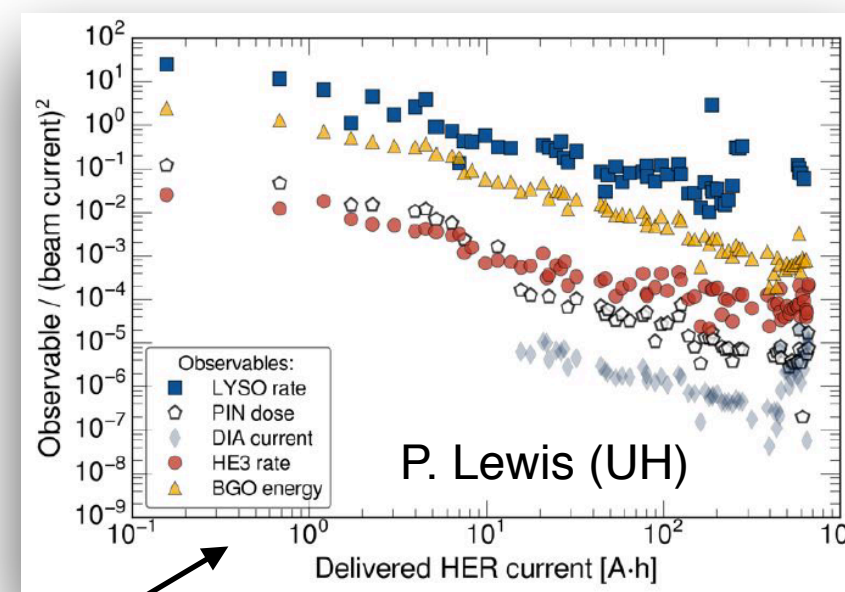 Observable / (beam current)²
10²
10¹
10⁰
10⁻¹
10⁻²
10⁻³
10⁻⁴
10⁻⁵
10⁻⁶
10⁻⁷
10⁻⁸
10⁻⁹
Observables:
LYSO rate
PIN dose
DIA current
HE3 rate
BGO energy
P. Lewis (UH)
10⁻¹ 10⁰ 10¹ 10² 10
Delivered HER current [A·h]